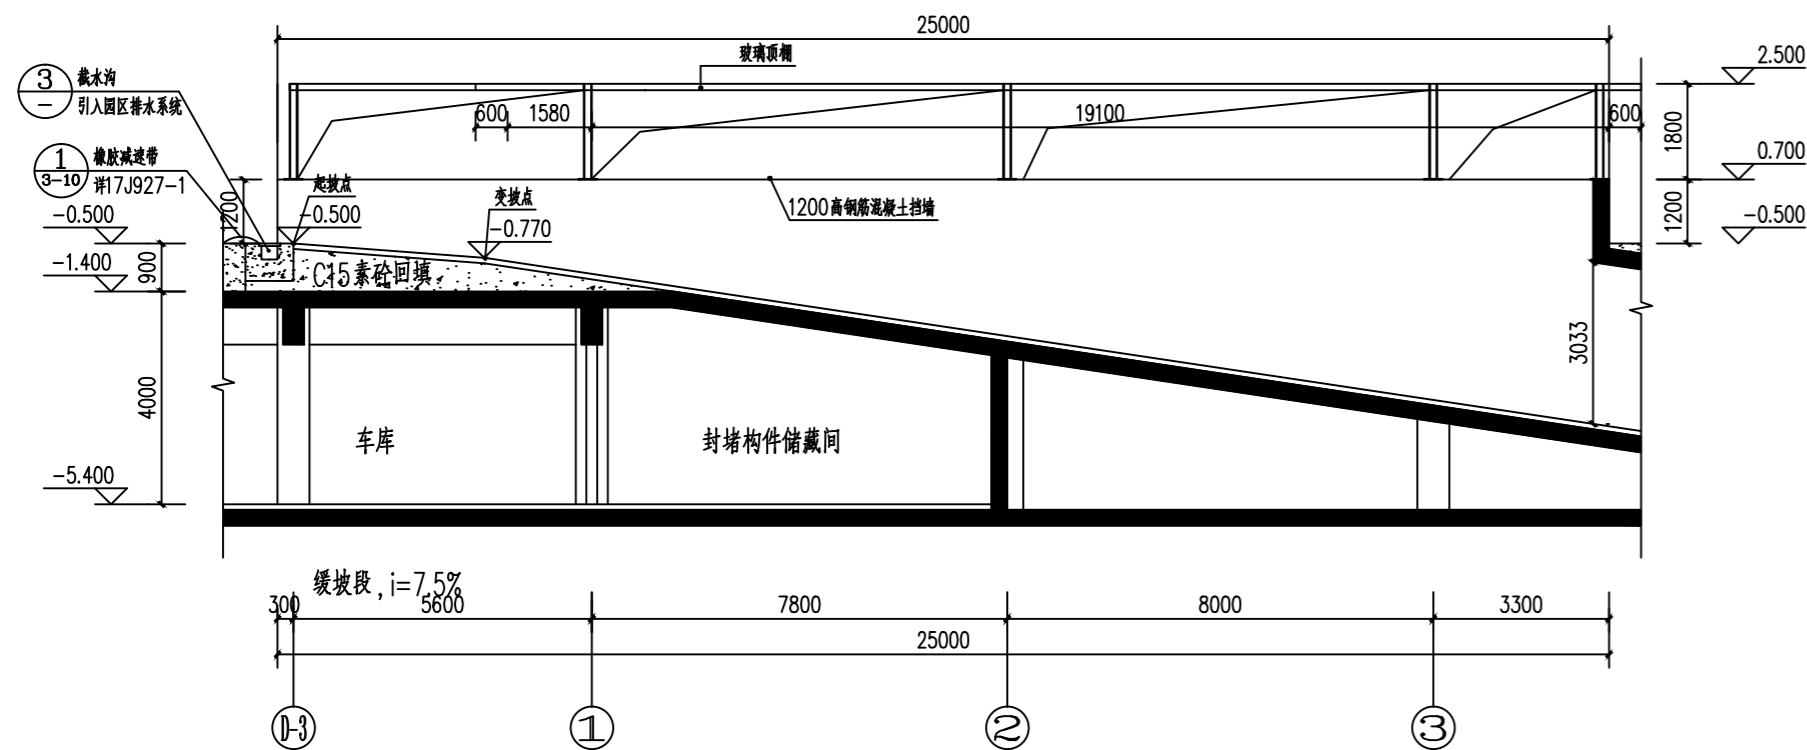 25000
玻璃顶棚
2.500
3
截水沟
-
引入园区排水系统
600
1580
19100
600
1800
1
橡胶减速带
3-10
详17J927-1
0.700
起坡点
变坡点
1200
1200高钢筋混凝土挡墙
1200
-0.500
-0.500
-0.500
-0.770
-1.400
900
C15素砼回填
3033
4000
车库
封堵构件储藏间
-5.400
缓坡段,i=7.5%
300
5600
7800
8000
3300
25000
D-3
1
2
3